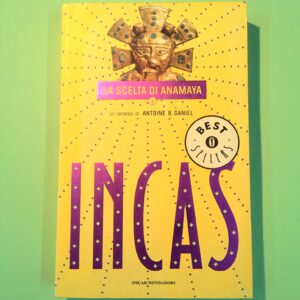 LA SCELTA DI ANAMAYA
un romanzo di ANTOINE B. DANIEL
BEST
SELLERS
INCAS
OSCAR MONDADORI